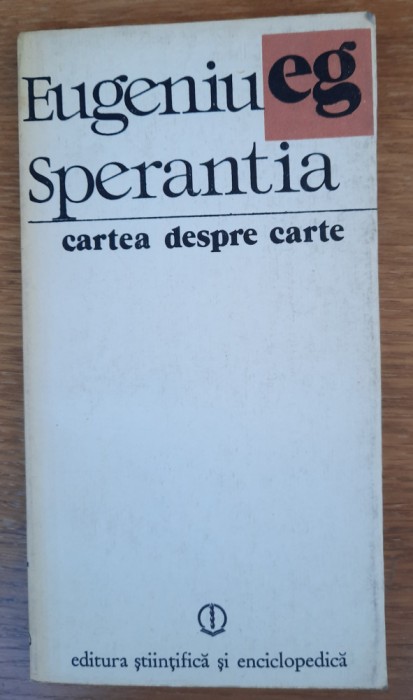 Eugeniu eg
Sperantia
cartea despre carte
editura științifică și enciclopedică